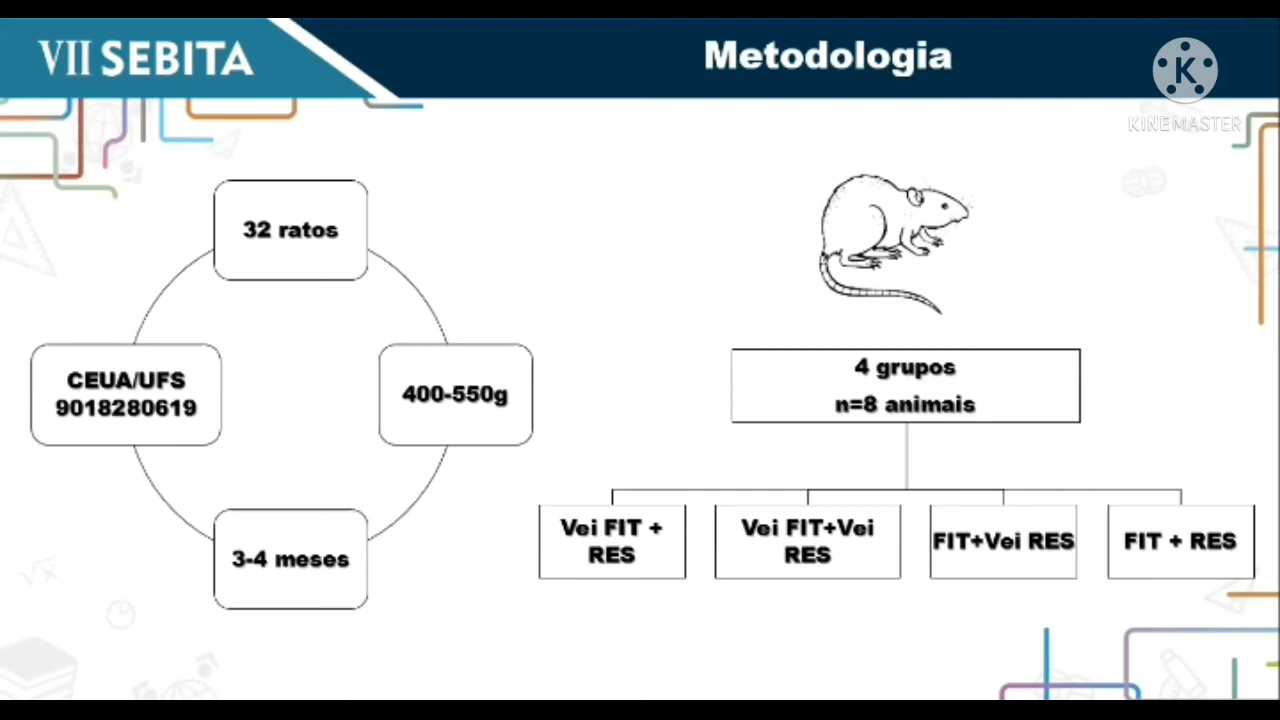 VII SEBITA
Metodologia
KINEMASTER
32 ratos
CEUA/UFS
9018280619
400-550g
3-4 meses
4 grupos
n=8 animais
Vei FIT +
RES
Vei FIT+Vei
RES
FIT+Vei RES
FIT + RES